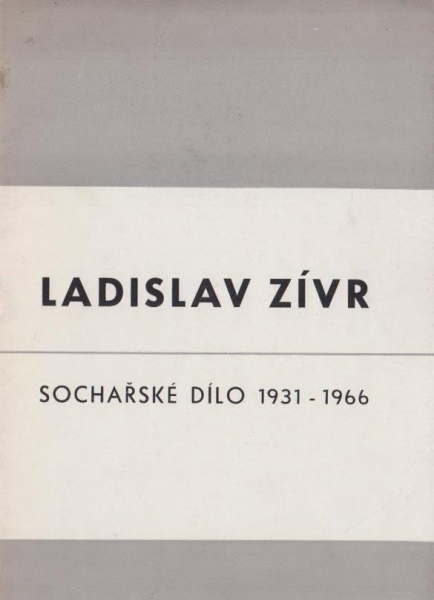 LADISLAV ZÍVR
SOCHAŘSKÉ DÍLO 1931 - 1966